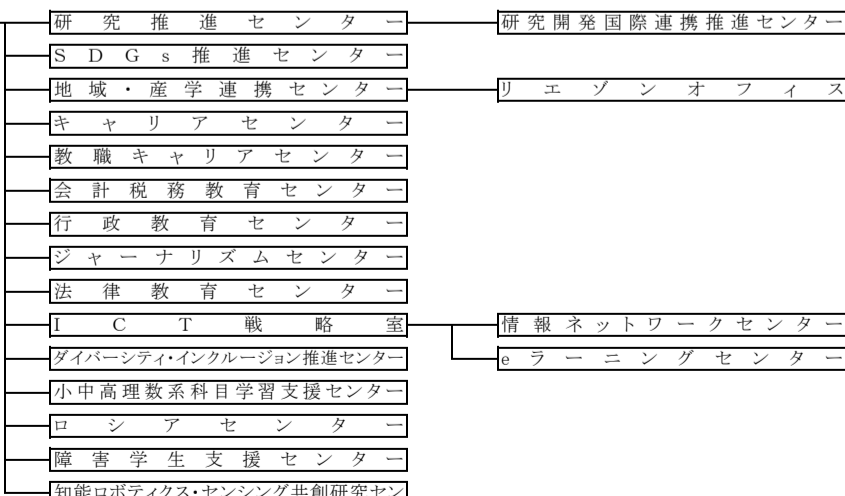 研究推進センター
研究開発国際連携推進センター
SDGs推進センター
地域・産学連携センター
リエゾンオフィス
キャリアセンター
教職キャリアセンター
会計税務教育センター
行政教育センター
ジャーナリズムセンター
法律教育センター
ICT戦略室
情報ネットワークセンター
eラーニングセンター
ダイバーシティ・インクルージョン推進センター
小中高理数系科目学習支援センター
ロシアセンター
障害学生支援センター
知能ロボティクス・センシング共創研究セン